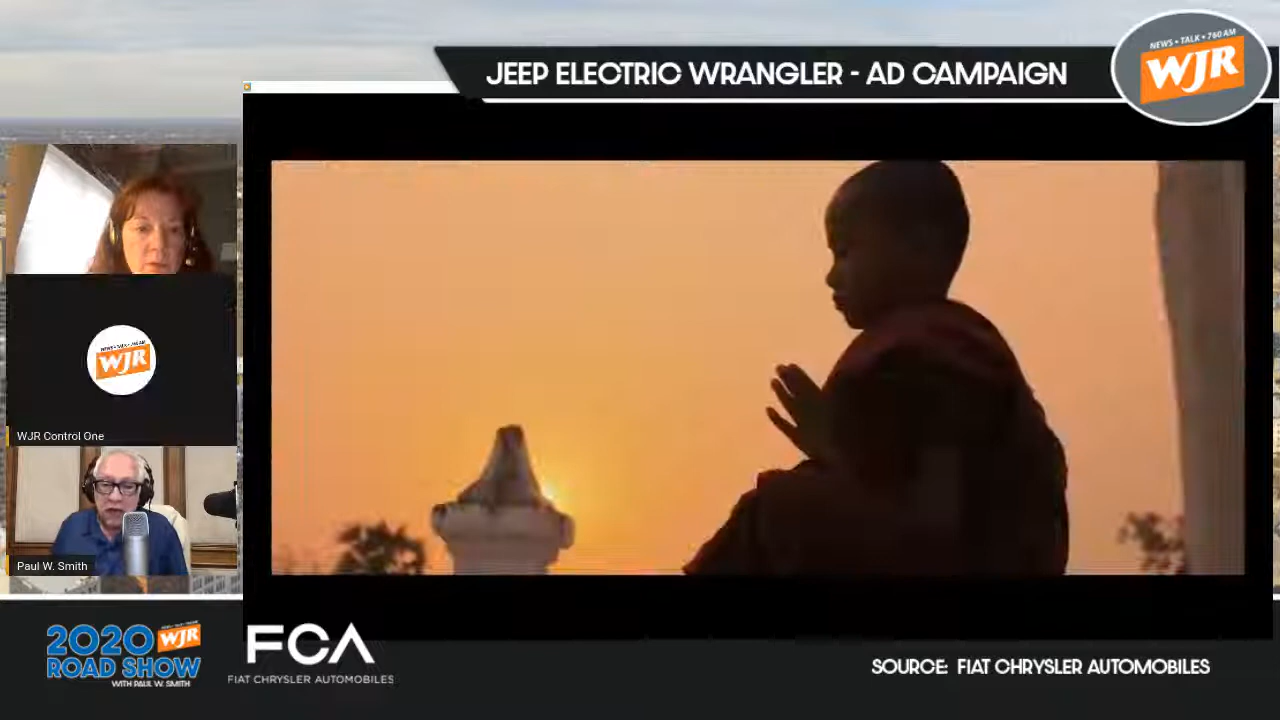 JEEP ELECTRIC WRANGLER - AD CAMPAIGN
NEWS • TALK • 760 AM
WJR
WJR
WJR Control One
Paul W. Smith
2020 WJR
ROAD SHOW
WITH PAUL W. SMITH
FCA
FIAT CHRYSLER AUTOMOBILES
SOURCE: FIAT CHRYSLER AUTOMOBILES